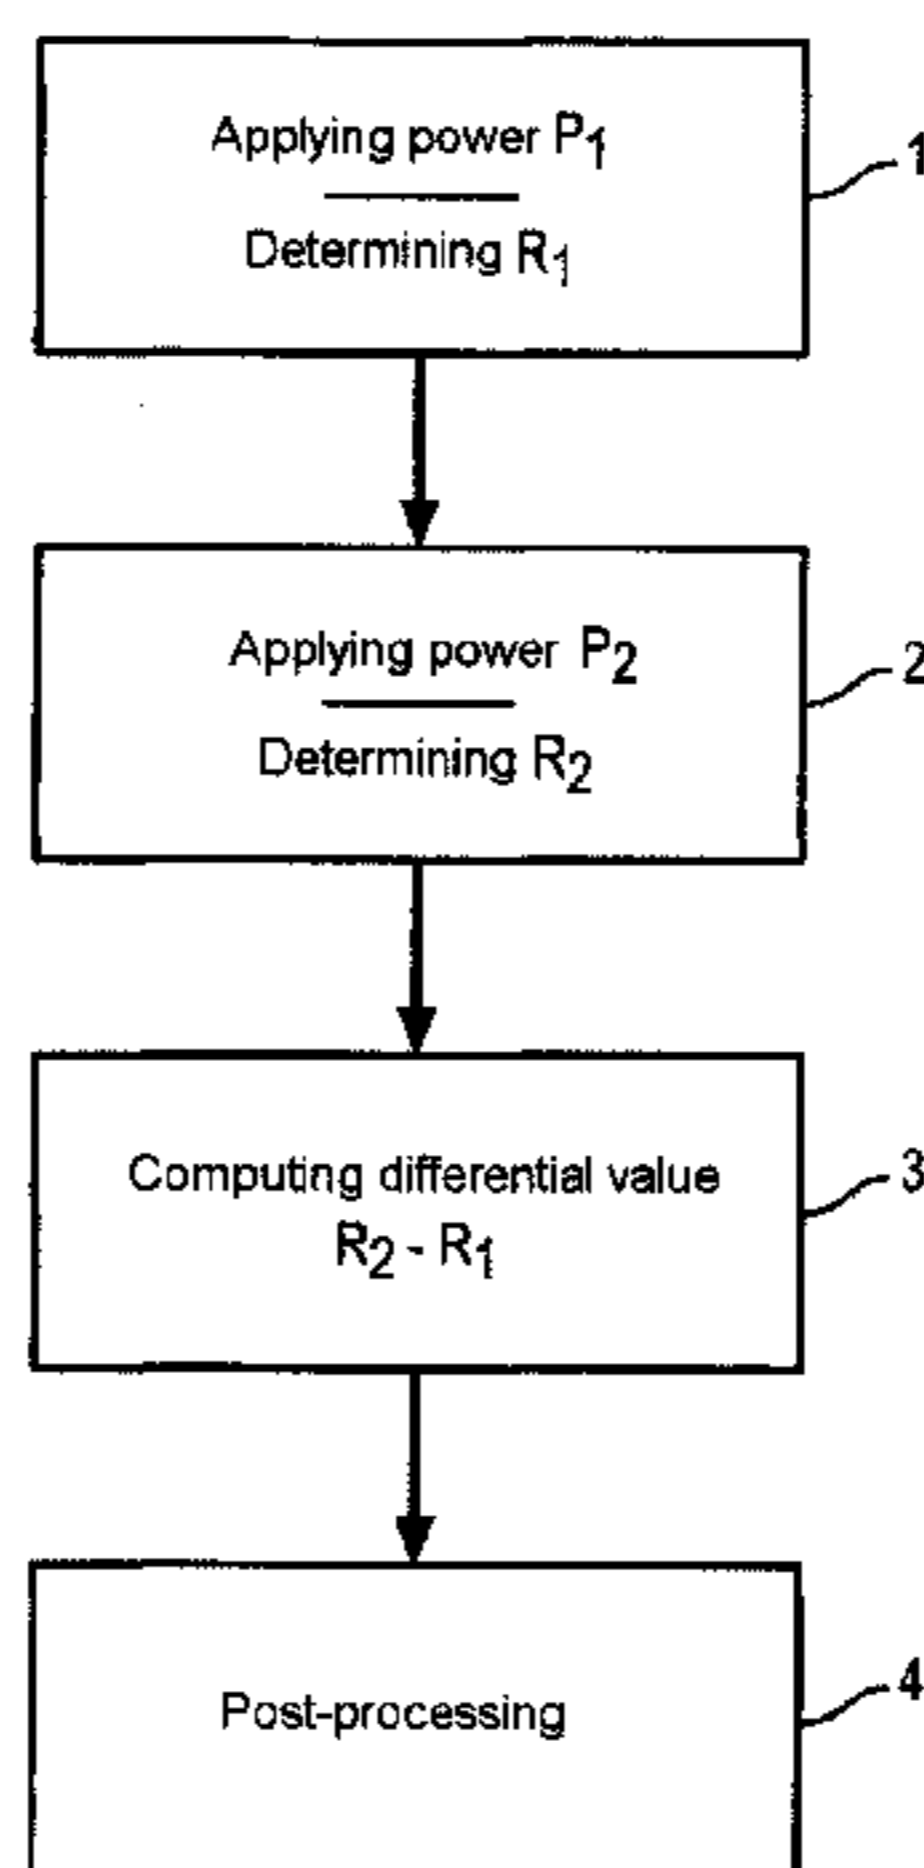 Applying power P1
Determining R1
1
Applying power P2
Determining R2
2
Computing differential value
R2 - R1
3
Post-processing
4